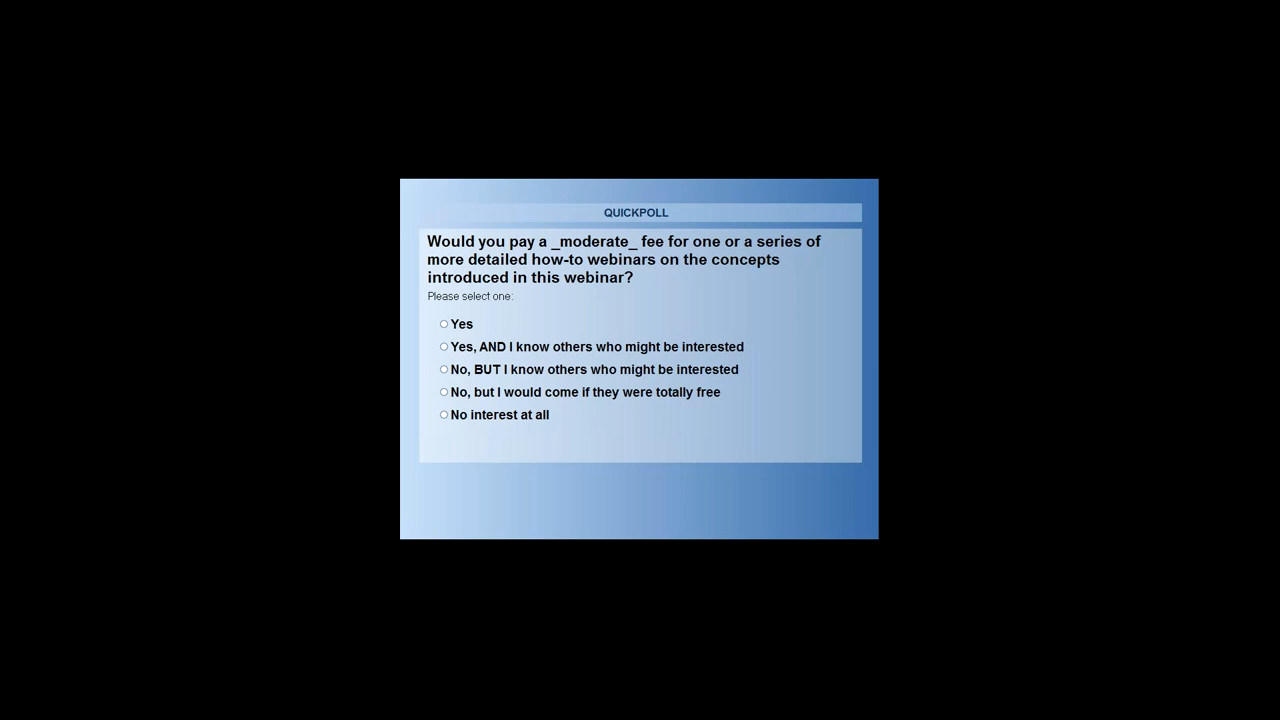 QUICKPOLL
Would you pay a _moderate_ fee for one or a series of
more detailed how-to webinars on the concepts
introduced in this webinar?
Please select one:
Yes
Yes, AND I know others who might be interested
No, BUT I know others who might be interested
No, but I would come if they were totally free
No interest at all